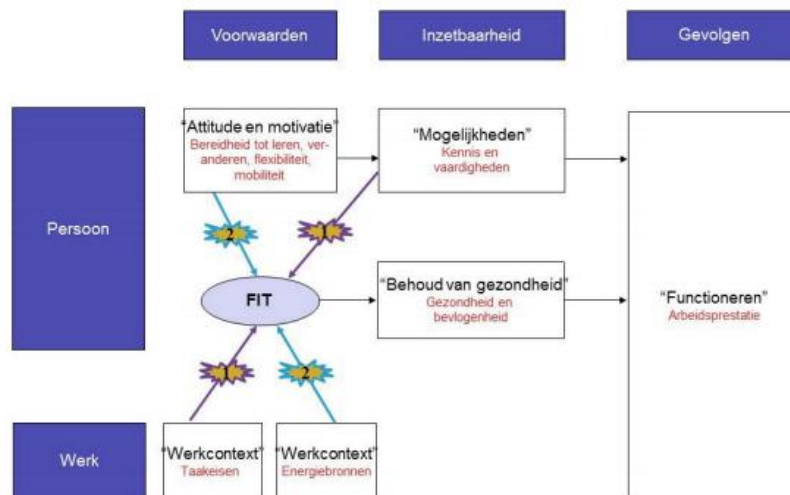 Voorwaarden
Inzetbaarheid
Gevolgen
Persoon
"Attitude en motivatie"
Bereidheid tot leren, ver-
anderen, flexibiliteit,
mobiliteit
"Mogelijkheden"
Kennis en
vaardigheden
2
1
FIT
"Behoud van gezondheid"
Gezondheid en
bevlogenheid
"Functioneren"
Arbeidsprestatie
1
2
Werk
"Werkcontext"
Taakeisen
"Werkcontext"
Energiebronnen